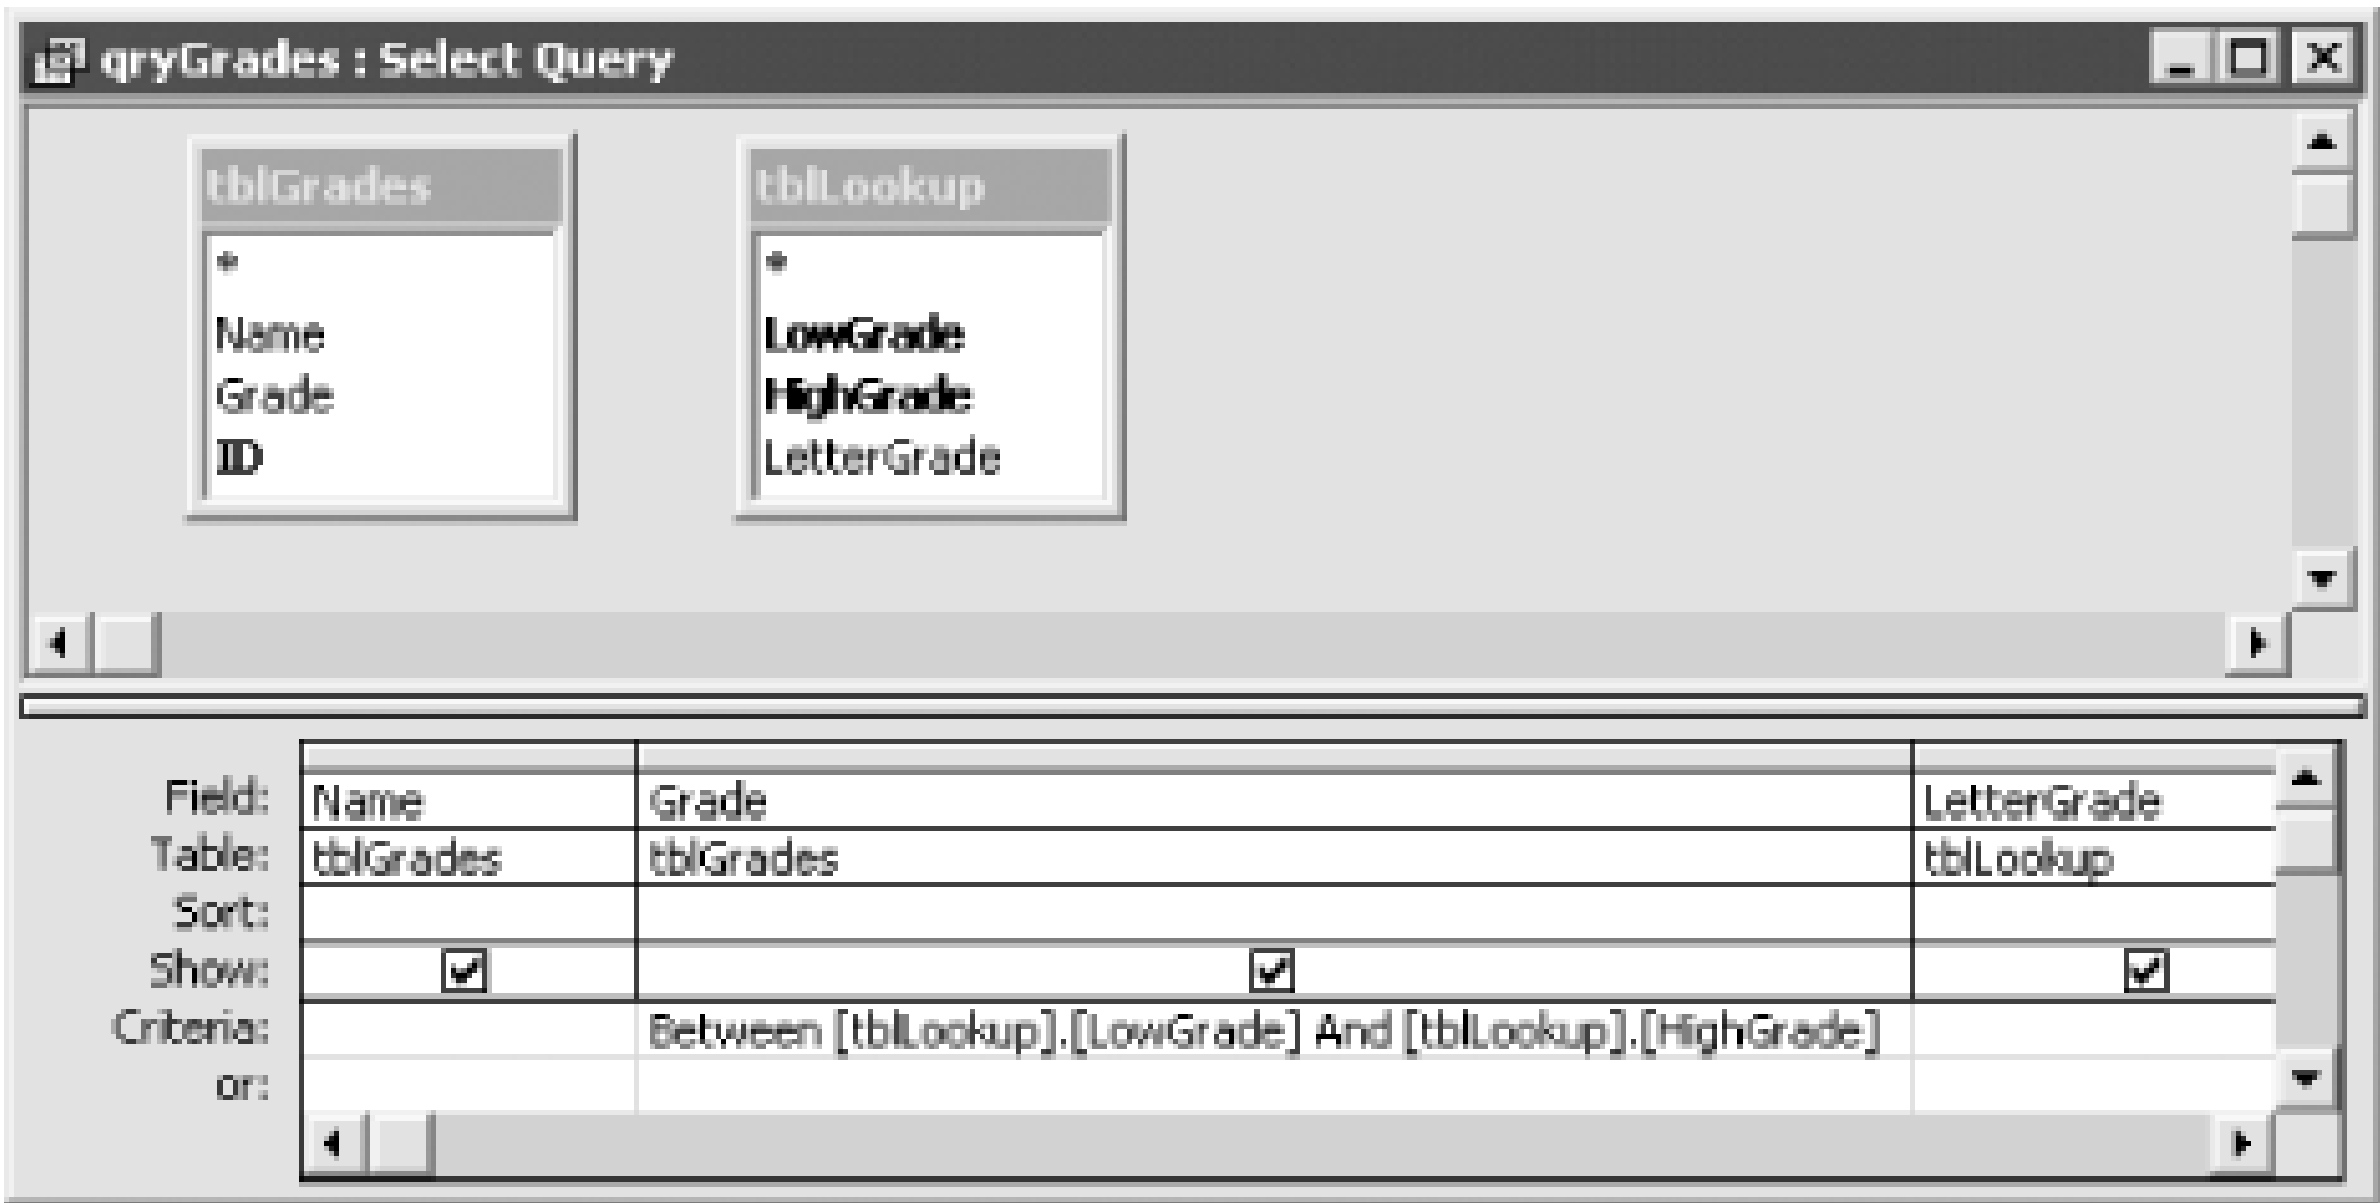 qryGrades : Select Query
tblGrades
*
Name
Grade
ID
tblLookup
*
LowGrade
HighGrade
LetterGrade
Field: Name Grade LetterGrade
Table: tblGrades tblGrades tblLookup
Sort:
Show:
Criteria: Between [tblLookup].[LowGrade] And [tblLookup].[HighGrade]
or: